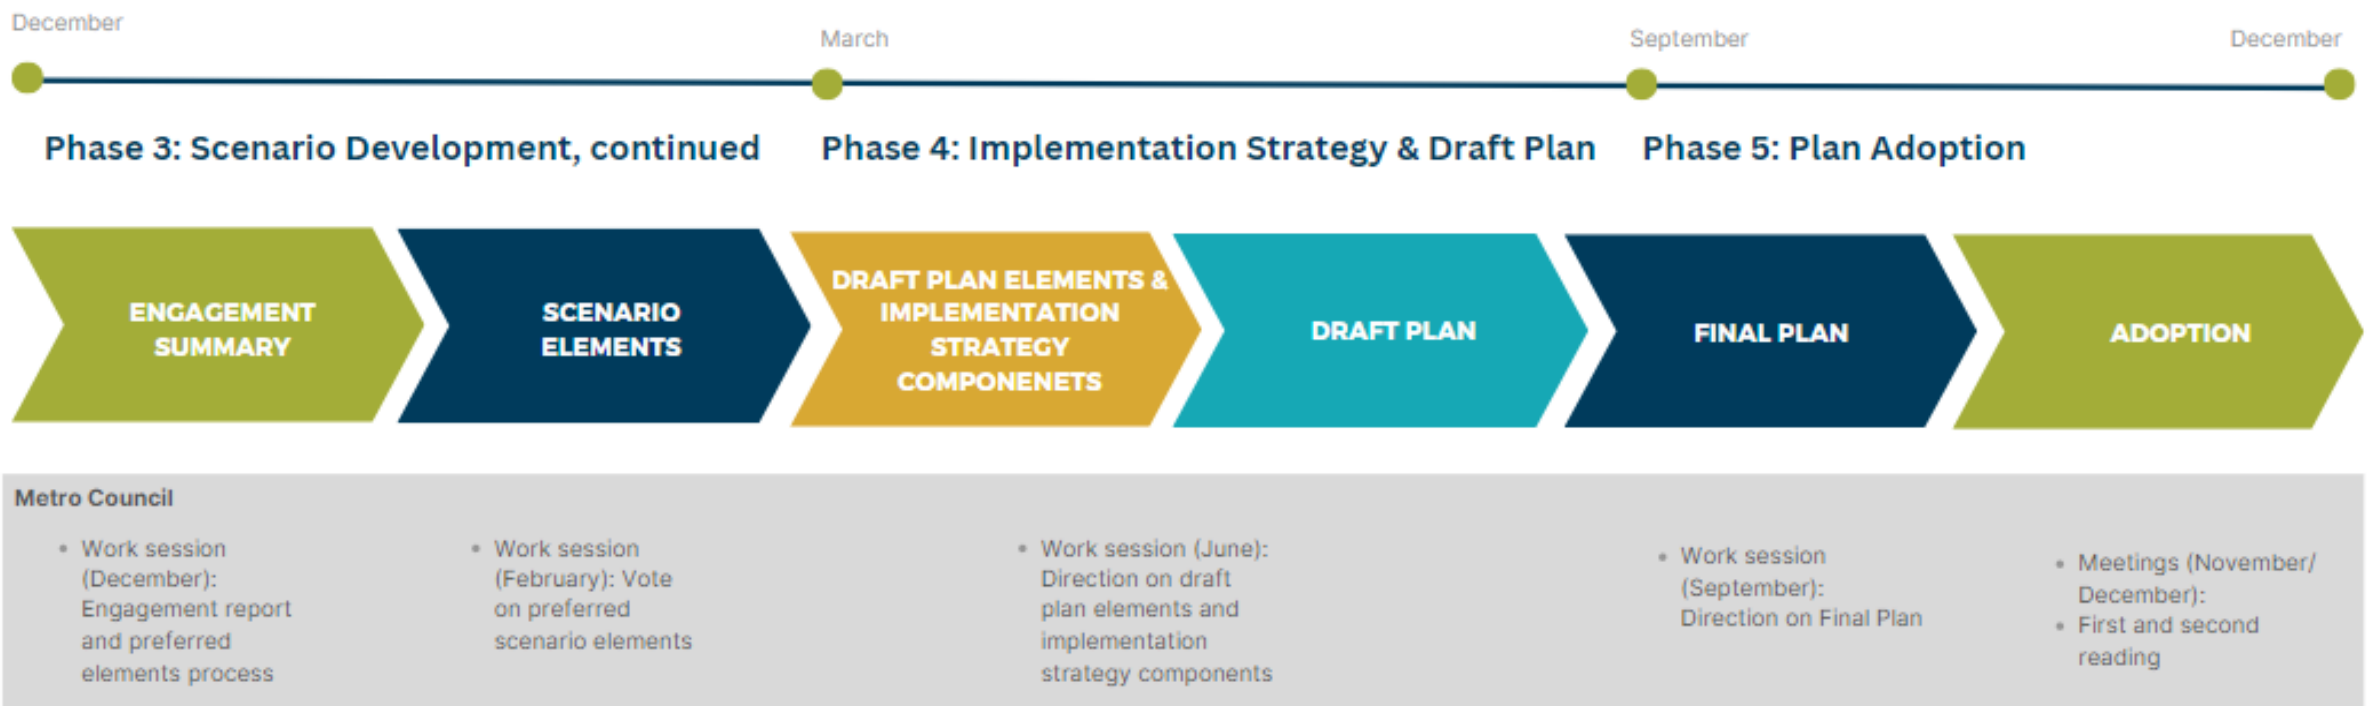 December
March
September
December
Phase 3: Scenario Development, continued
Phase 4: Implementation Strategy & Draft Plan
Phase 5: Plan Adoption
ENGAGEMENT
SUMMARY
SCENARIO
ELEMENTS
DRAFT PLAN ELEMENTS &
IMPLEMENTATION
STRATEGY
COMPONENETS
DRAFT PLAN
FINAL PLAN
ADOPTION
Metro Council
• Work session
(December):
Engagement report
and preferred
elements process
• Work session
(February): Vote
on preferred
scenario elements
• Work session (June):
Direction on draft
plan elements and
implementation
strategy components
• Work session
(September):
Direction on Final Plan
• Meetings (November/
December):
• First and second
reading